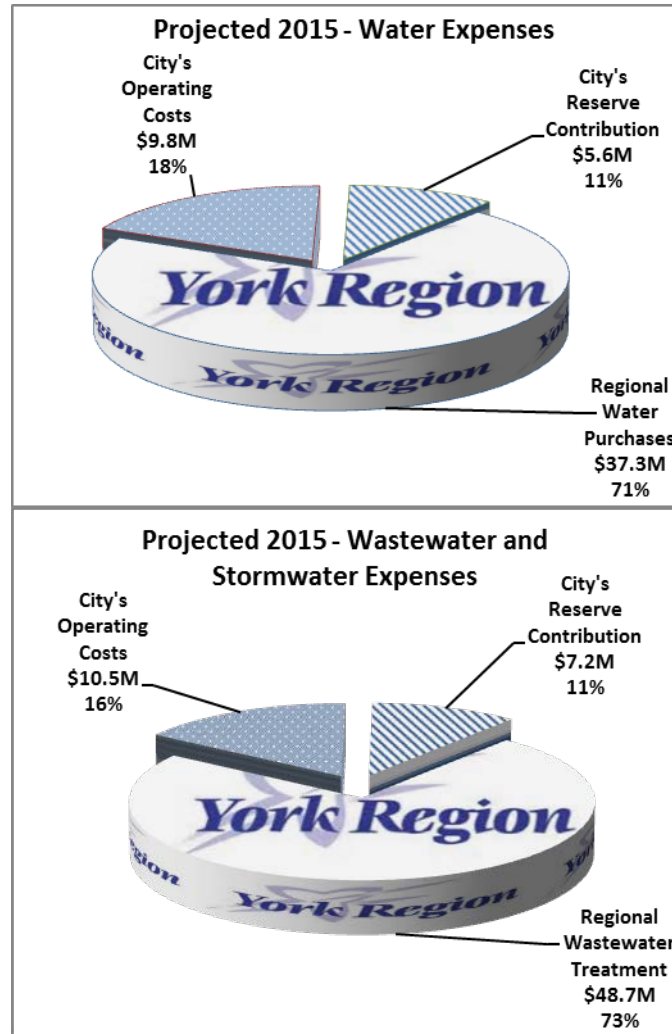 Projected 2015 - Water Expenses
City's
Operating
Costs
$9.8M
18%
City's
Reserve
Contribution
$5.6M
11%
York Region
York Region
Regional
Water
Purchases
$37.3M
71%
Projected 2015 - Wastewater and
Stormwater Expenses
City's
Operating
Costs
$10.5M
16%
City's
Reserve
Contribution
$7.2M
11%
York Region
York Region
Regional
Wastewater
Treatment
$48.7M
73%